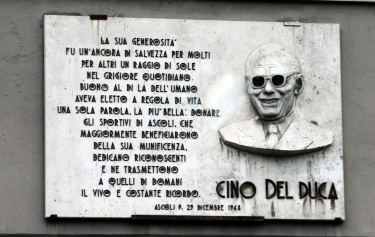 LA SUA GENEROSITA'
FU UN'ANCORA DI SALVEZZA PER MOLTI
PER ALTRI UN RAGGIO DI SOLE
NEL GRIGIORE QUOTIDIANO.
BUONO AL DI LA DELL'UMANO
AVEVA ELETTO A REGOLA DI VITA
UNA SOLA PAROLA, LA PIU' BELLA: DONARE.
GLI SPORTIVI DI ASCOLI, CHE
MAGGIORMENTE BENEFICIARONO
DELLA SUA MUNIFICENZA,
DEDICANO RICONOSCENTI
E NE TRASMETTONO
A QUELLI DI DOMANI
IL VIVO E COSTANTE RICORDO.
ASCOLI P. 29 DICEMBRE 1968
CINO DEL DUCA